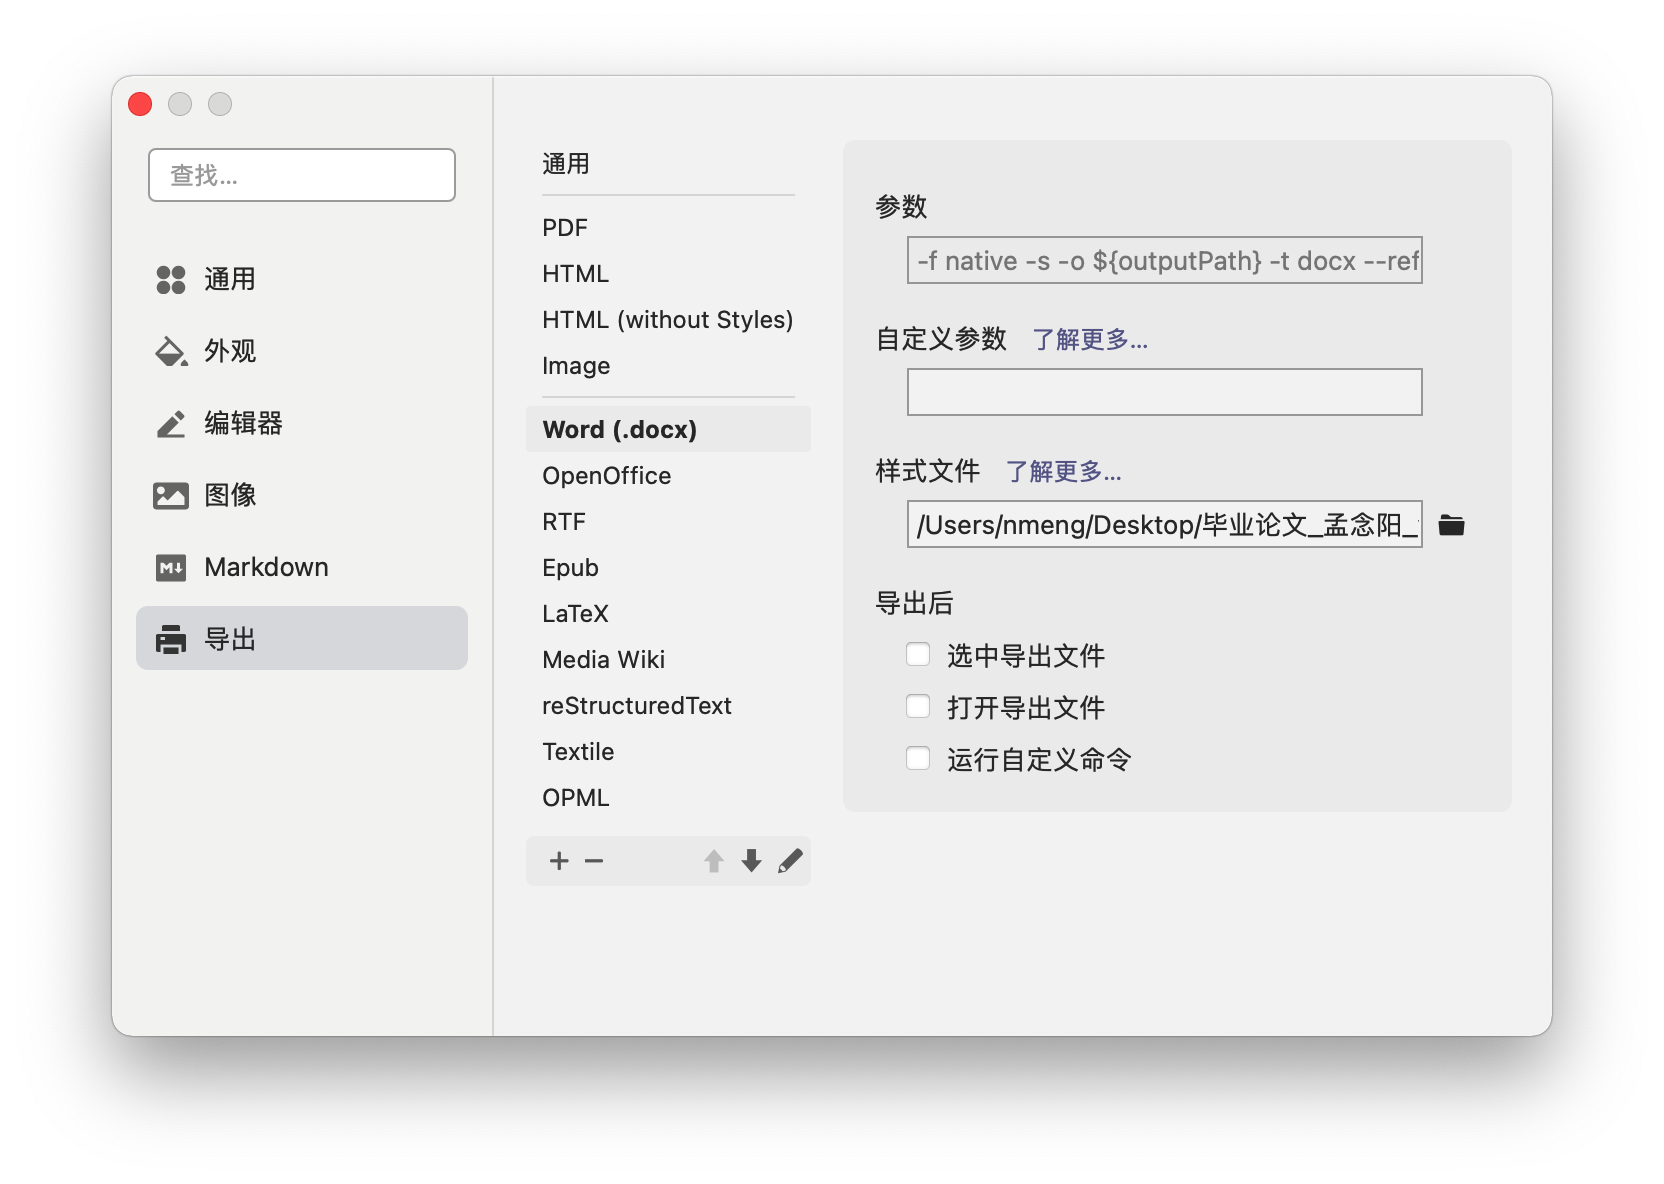 查找...
通用
外观
编辑器
图像
Markdown
导出
通用
PDF
HTML
HTML (without Styles)
Image
Word (.docx)
OpenOffice
RTF
Epub
LaTeX
Media Wiki
reStructuredText
Textile
OPML
参数
-f native -s -o ${outputPath} -t docx --ref
自定义参数 了解更多...
样式文件 了解更多...
/Users/nmeng/Desktop/毕业论文_孟念阳_
导出后
选中导出文件
打开导出文件
运行自定义命令